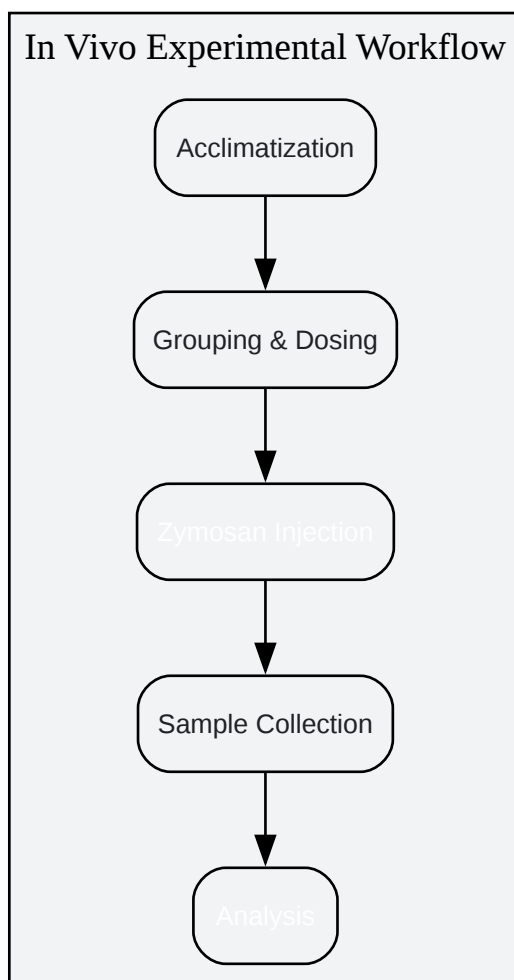 In Vivo Experimental Workflow
Acclimatization
Grouping & Dosing
Zymosan Injection
Sample Collection
Analysis